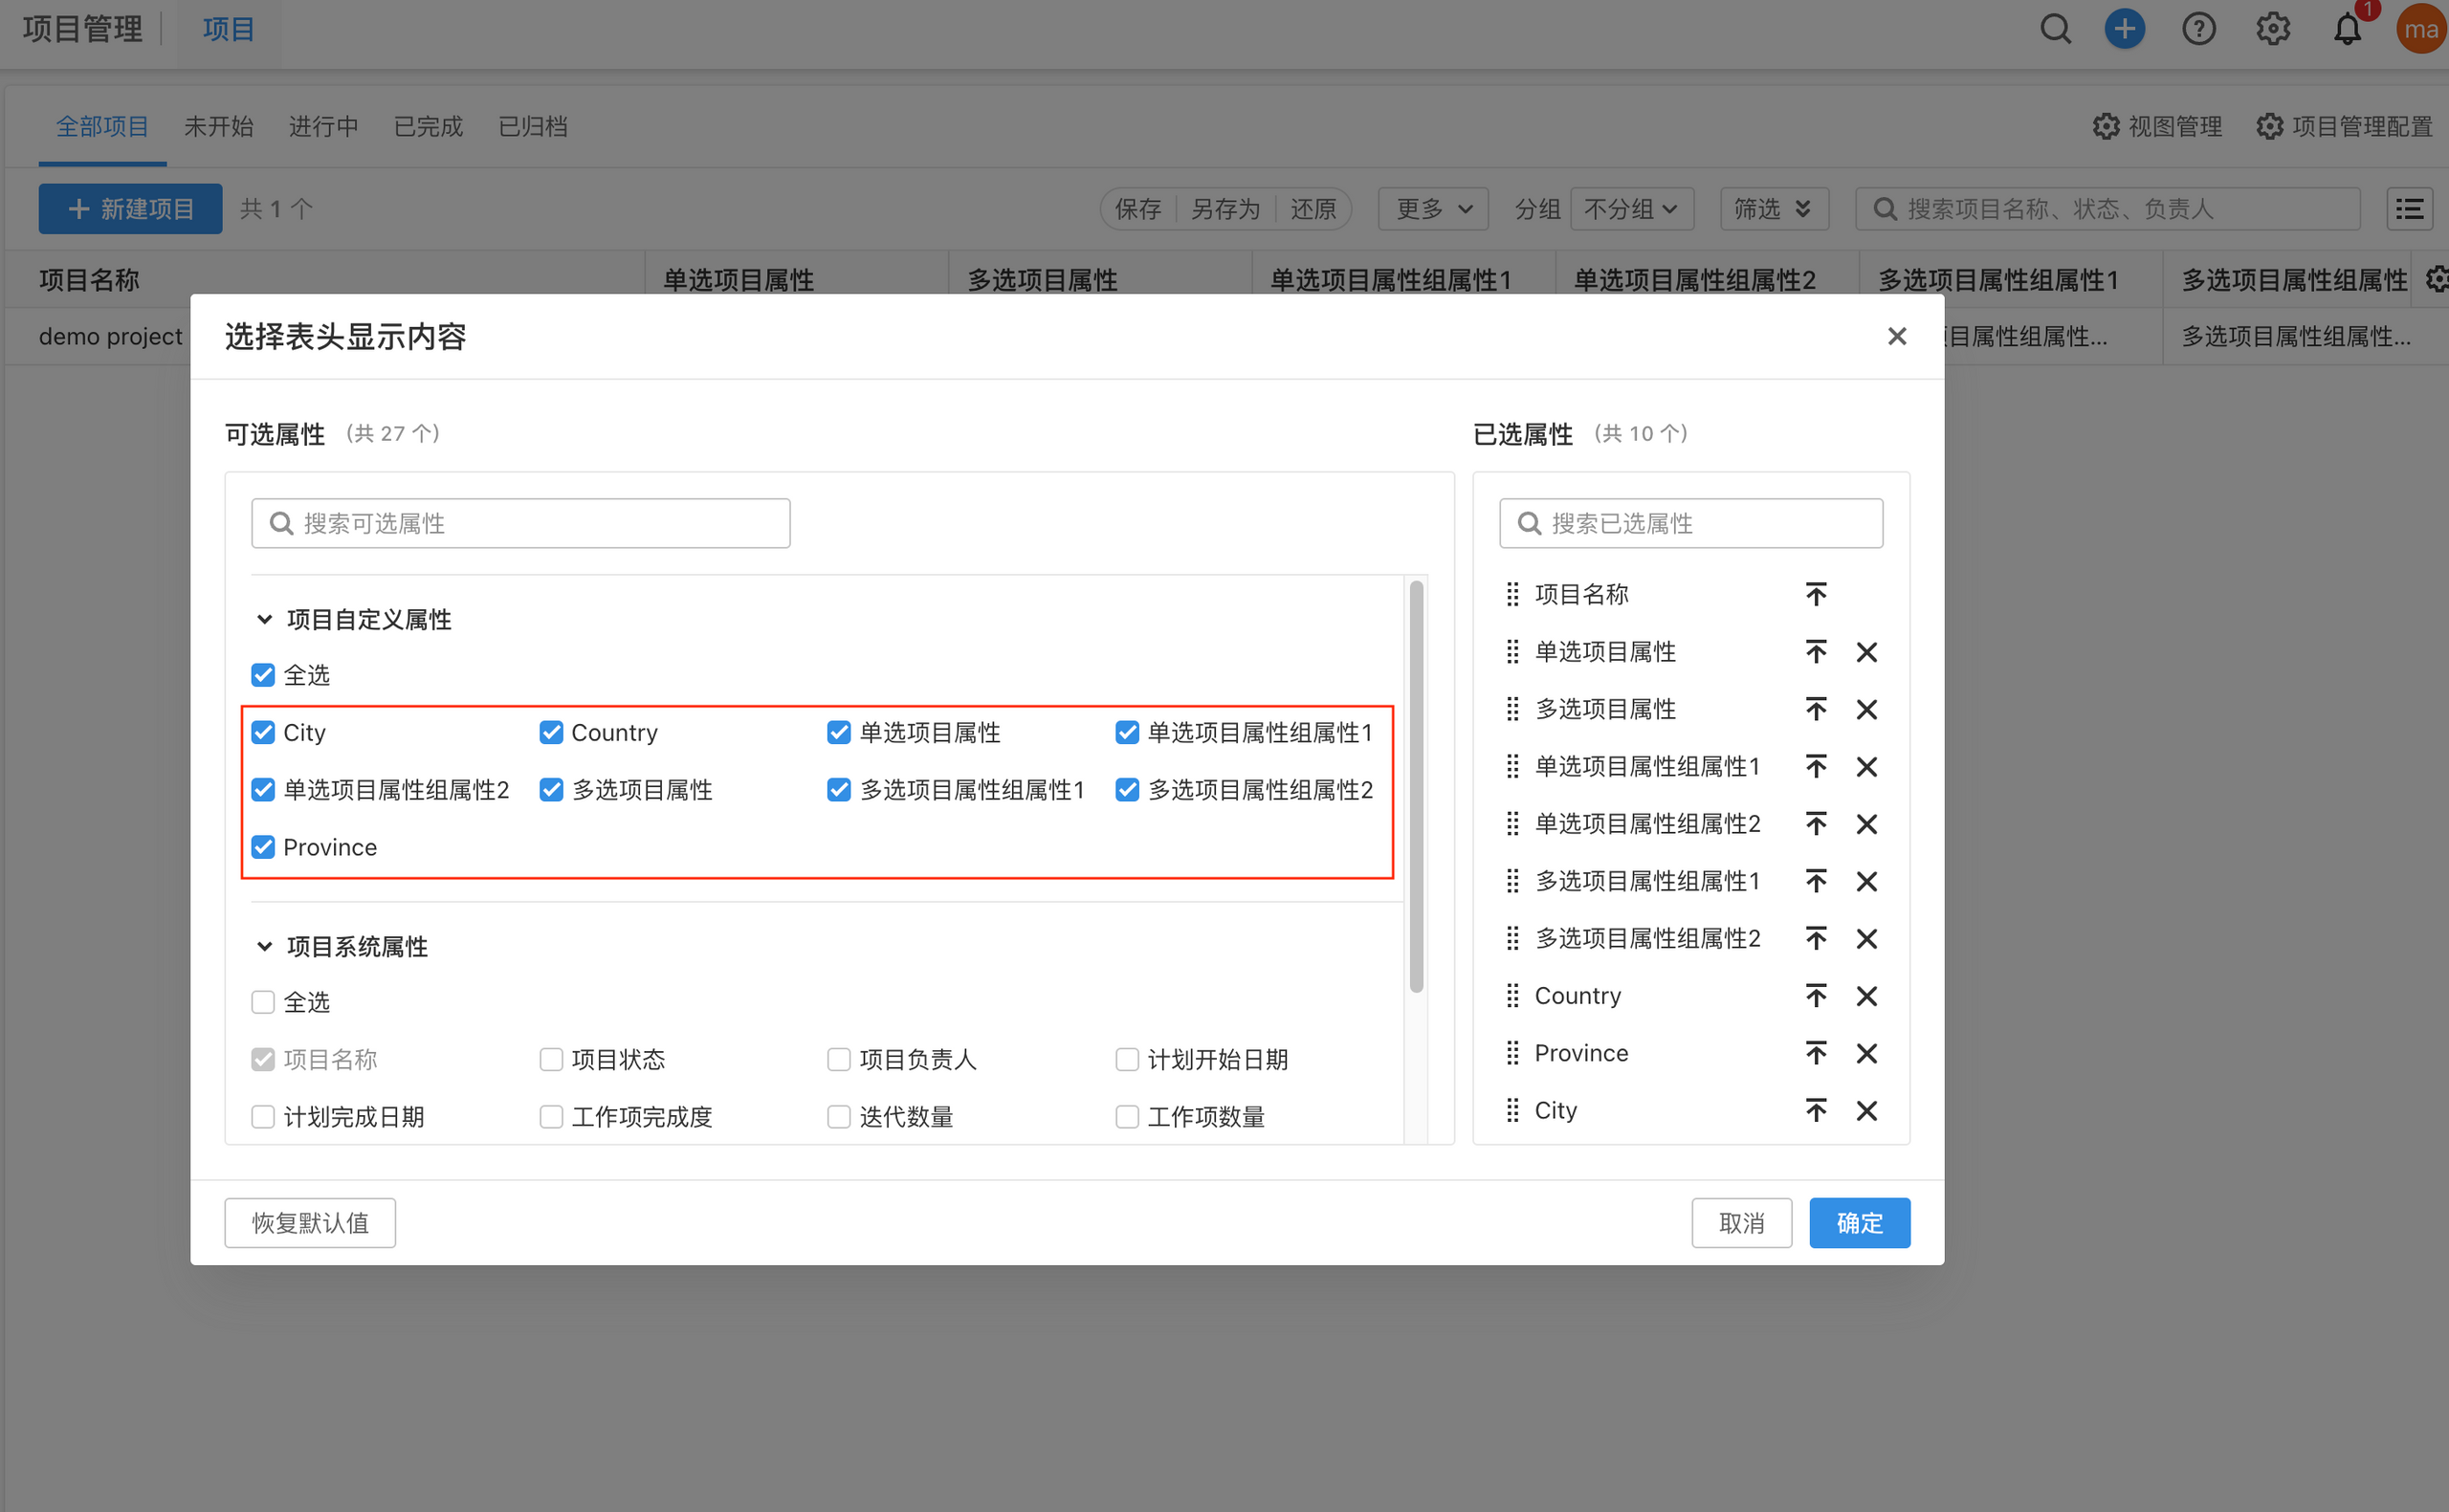 项目管理 项目 1 ma
全部项目 未开始 进行中 已完成 已归档 视图管理 项目管理配置
新建项目 共 1 个 保存 另存为 还原 更多 分组 不分组 筛选 搜索项目名称、状态、负责人
项目名称 单选项目属性 多选项目属性 单选项目属性组属性1 单选项目属性组属性2 多选项目属性组属性1 多选项目属性组属性
demo project 项目属性组属性... 多选项目属性组属性...
选择表头显示内容
可选属性 (共 27 个) 已选属性 (共 10 个)
搜索可选属性
项目自定义属性
全选
City Country 单选项目属性 单选项目属性组属性1
单选项目属性组属性2 多选项目属性 多选项目属性组属性1 多选项目属性组属性2
Province
项目系统属性
全选
项目名称 项目状态 项目负责人 计划开始日期
计划完成日期 工作项完成度 迭代数量 工作项数量
搜索已选属性
项目名称
单选项目属性
多选项目属性
单选项目属性组属性1
单选项目属性组属性2
多选项目属性组属性1
多选项目属性组属性2
Country
Province
City
恢复默认值 取消 确定